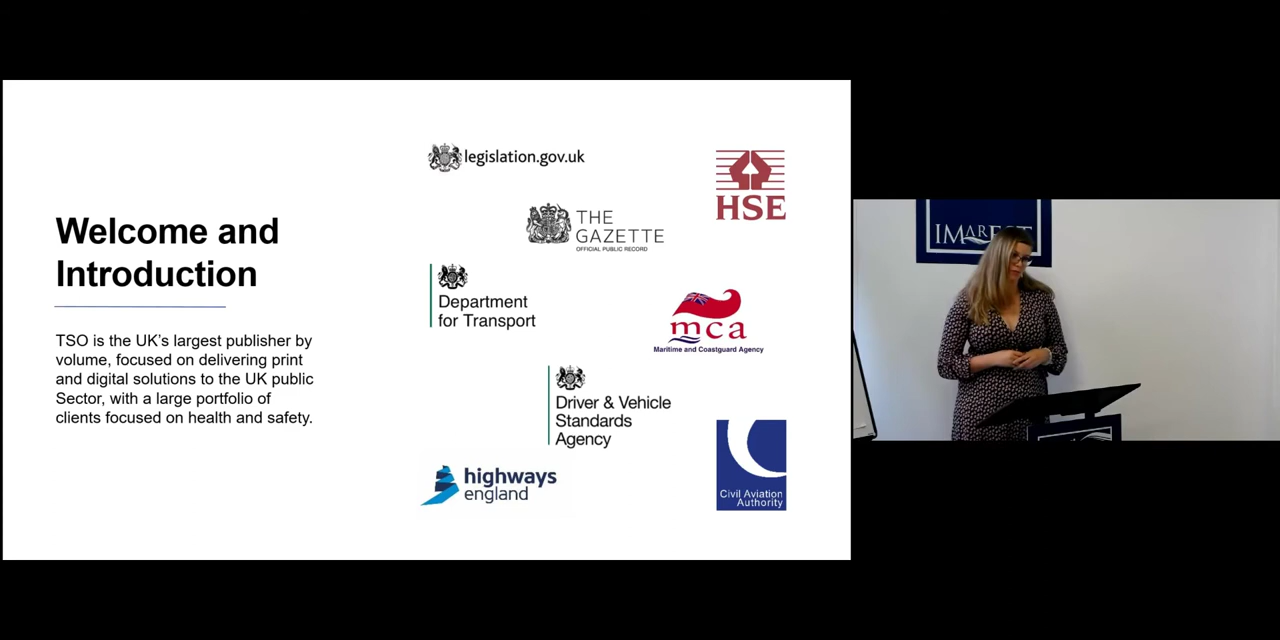 Welcome and
Introduction
TSO is the UK's largest publisher by
volume, focused on delivering print
and digital solutions to the UK public
Sector, with a large portfolio of
clients focused on health and safety.
legislation.gov.uk
HSE
THE
GAZETTE
OFFICIAL PUBLIC RECORD
Department
for Transport
mca
Maritime and Coastguard Agency
Driver & Vehicle
Standards
Agency
highways
england
Civil Aviation
Authority
IMarEST